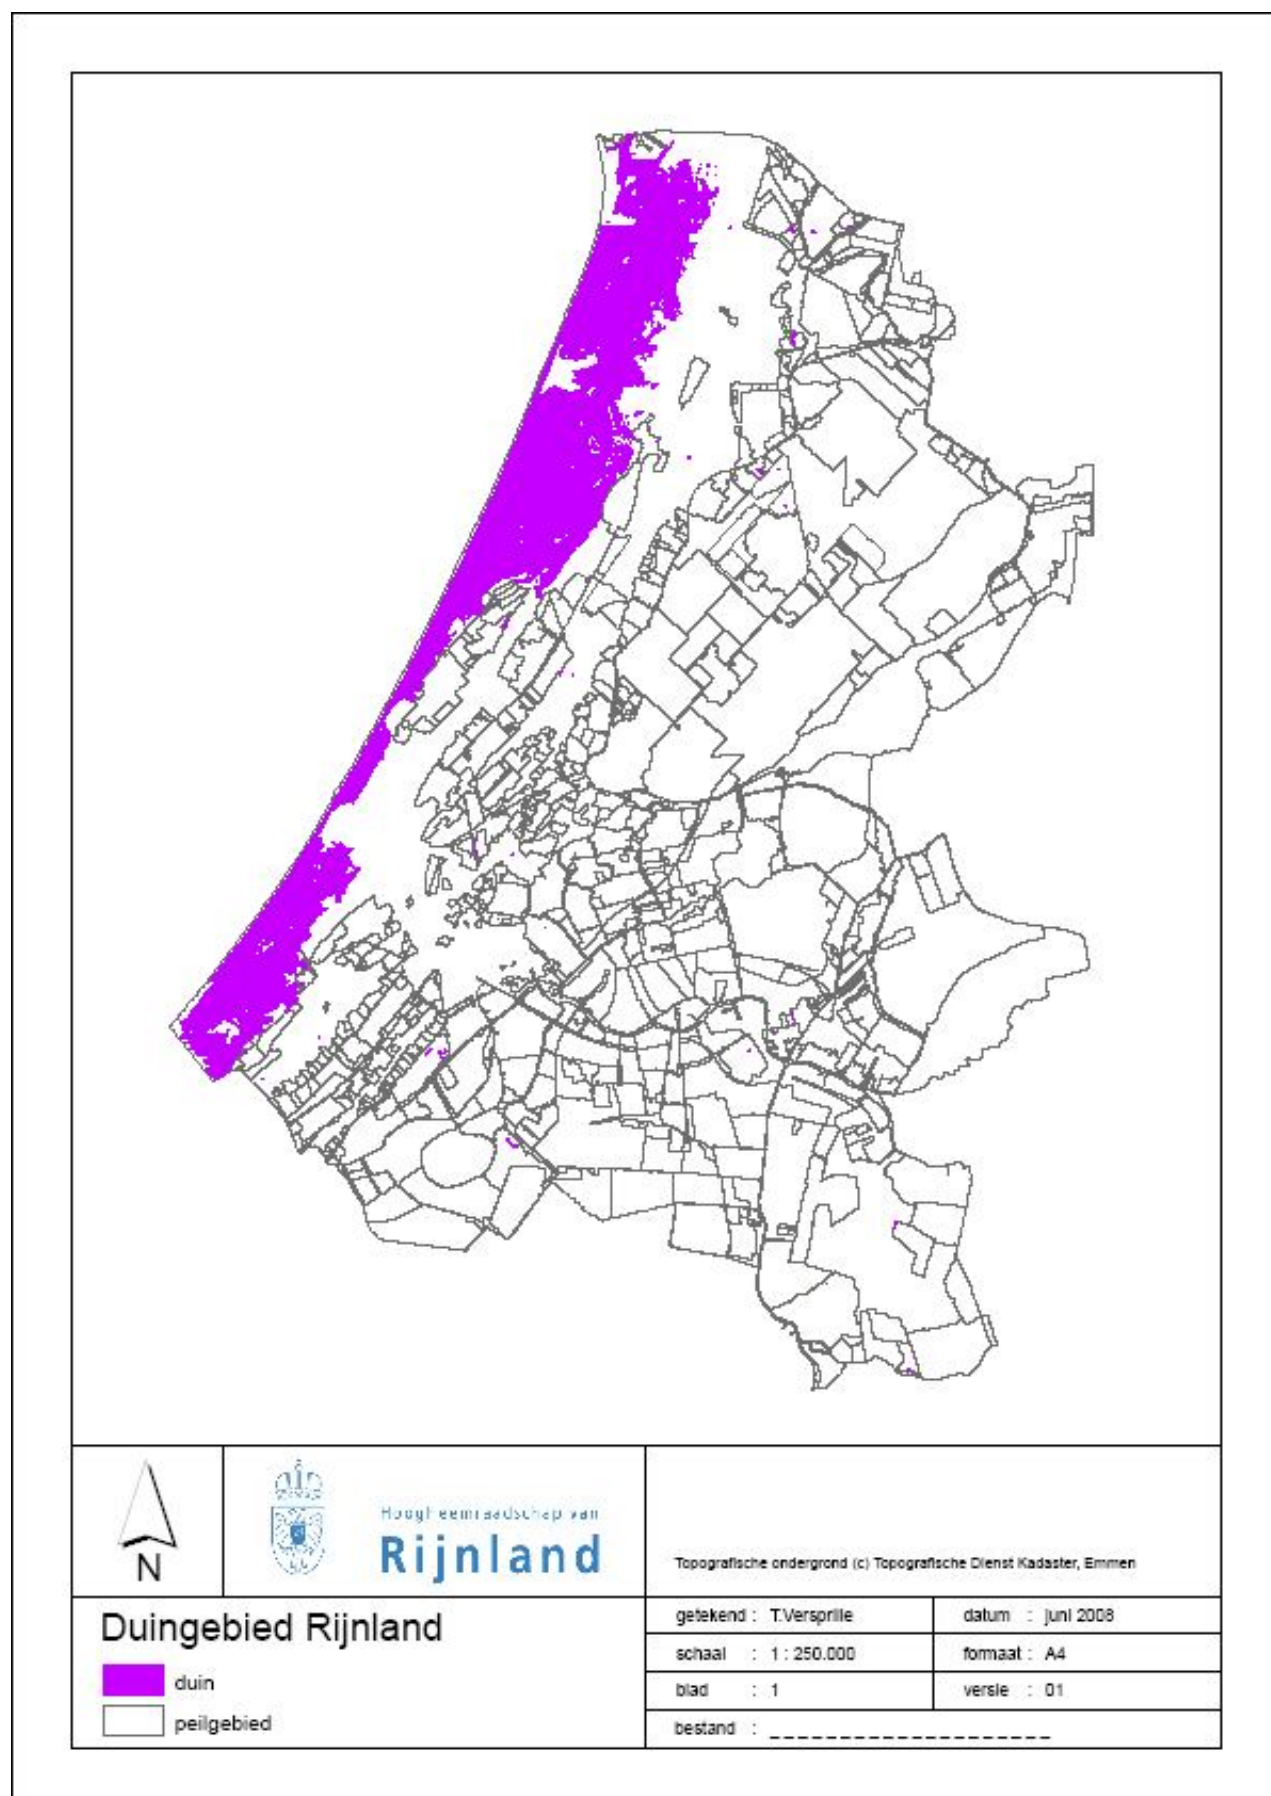 N
Hoogheemraadschap van
Rijnland
Topografische ondergrond (c) Topografische Dienst Kadaster, Emmen
Duingebied Rijnland
duin
peilgebied
getekend : T.Versprille
datum : juni 2008
schaal : 1 : 250.000
formaat : A4
blad : 1
versie : 01
bestand : _ _ _ _ _ _ _ _ _ _ _ _ _ _ _ _ _ _ _ _